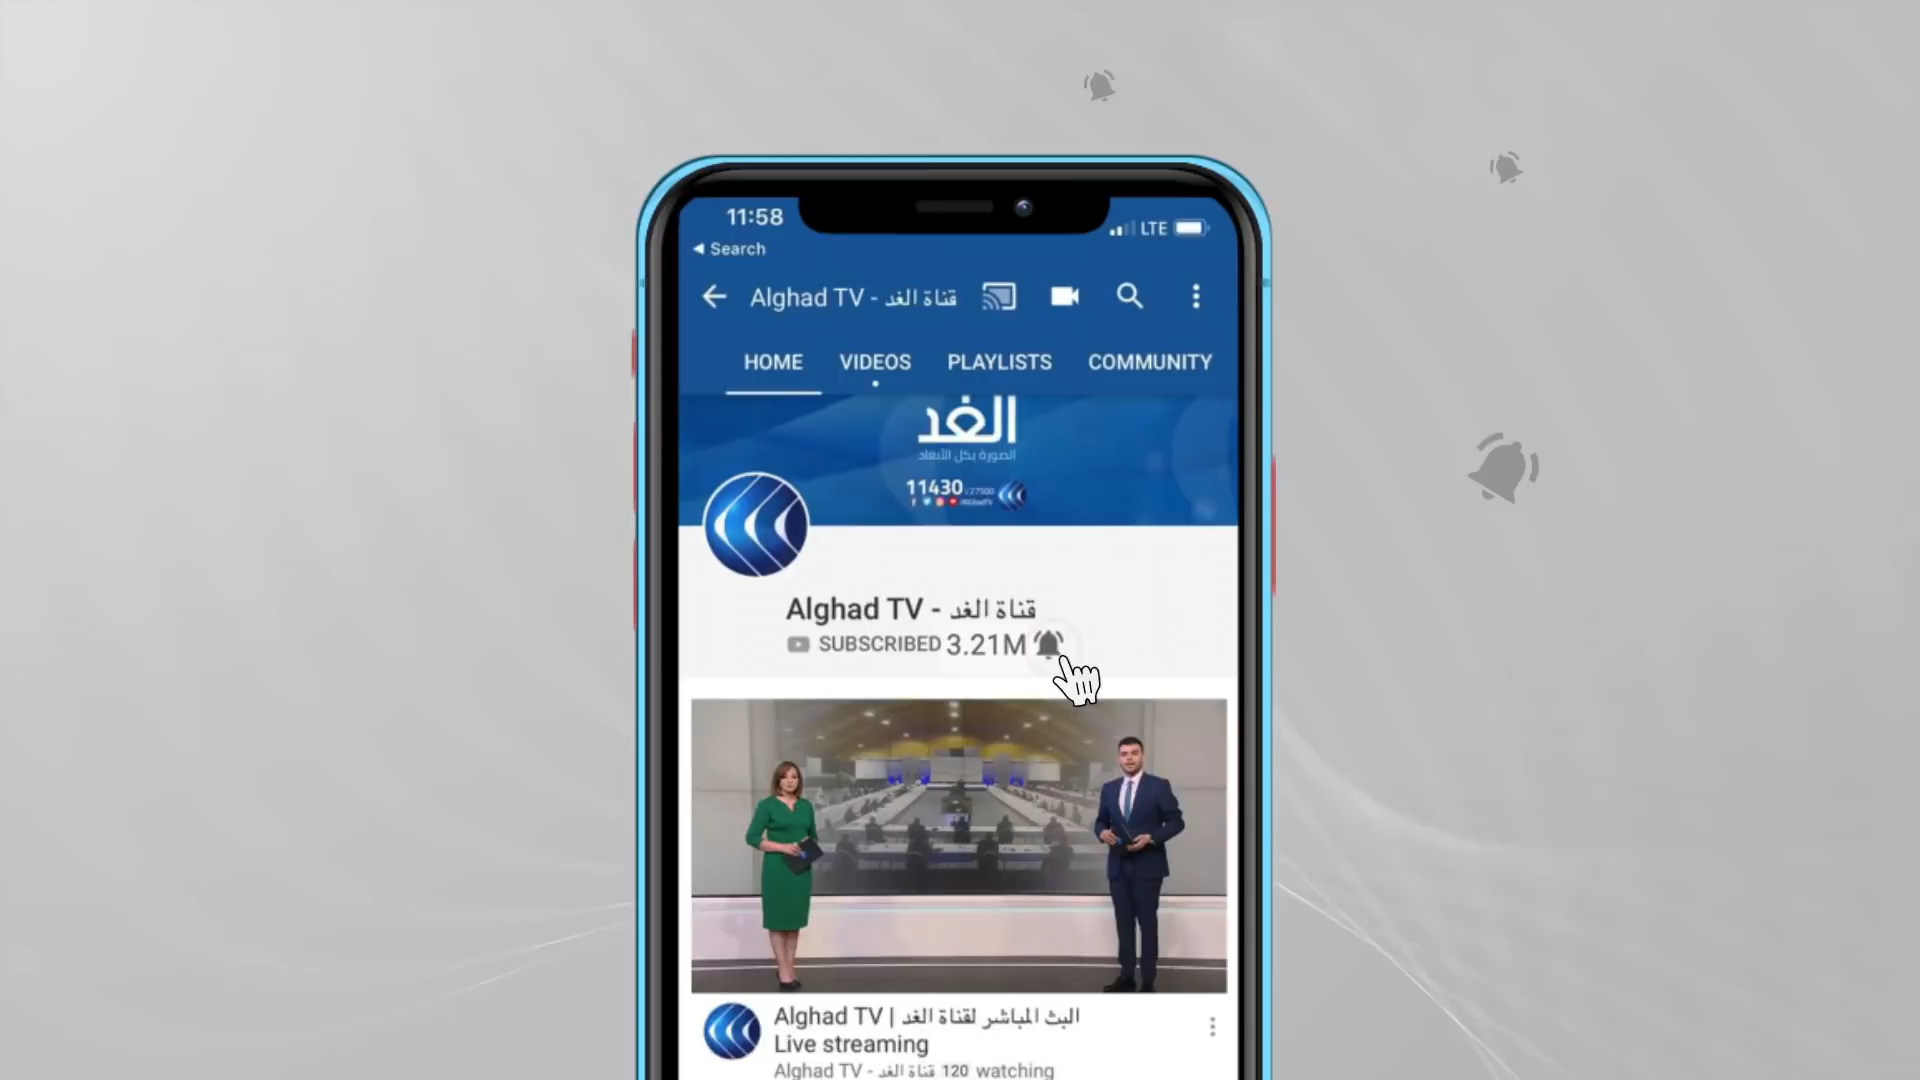 11:58
LTE
◀ Search
Alghad TV - قناة الغد
HOME VIDEOS PLAYLISTS COMMUNITY
الغد
الصورة بكل الأبعاد
11430
27500
Alghad TV - قناة الغد
SUBSCRIBED 3.21M
Alghad TV | البث المباشر لقناة الغد
Live streaming
Alghad TV - قناة الغد 120 watching